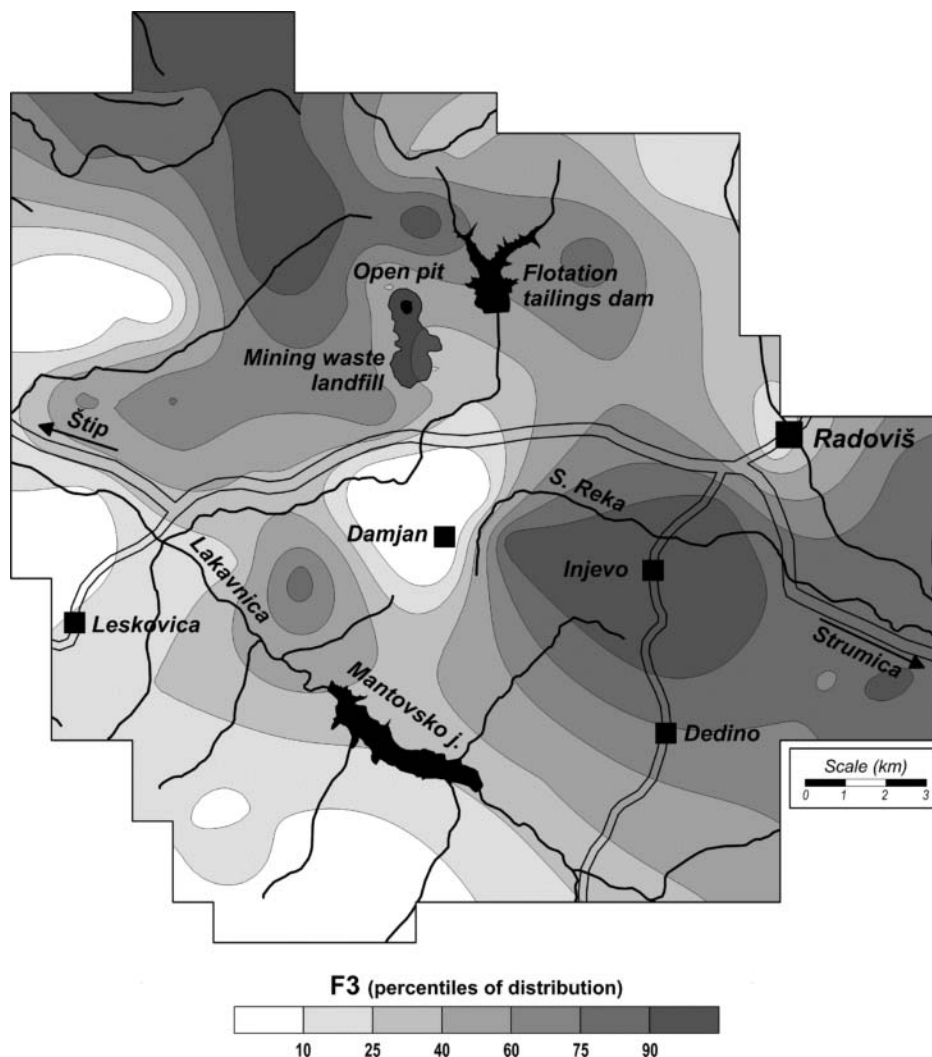 Open pit
Flotation
tailings dam
Mining waste
landfill
Štip
Radoviš
S. Reka
Damjan
Injevo
Lakavnica
Leskovica
Strumica
Mantovsko j.
Dedino
Scale (km)
0 1 2 3
F3 (percentiles of distribution)
10 25 40 60 75 90